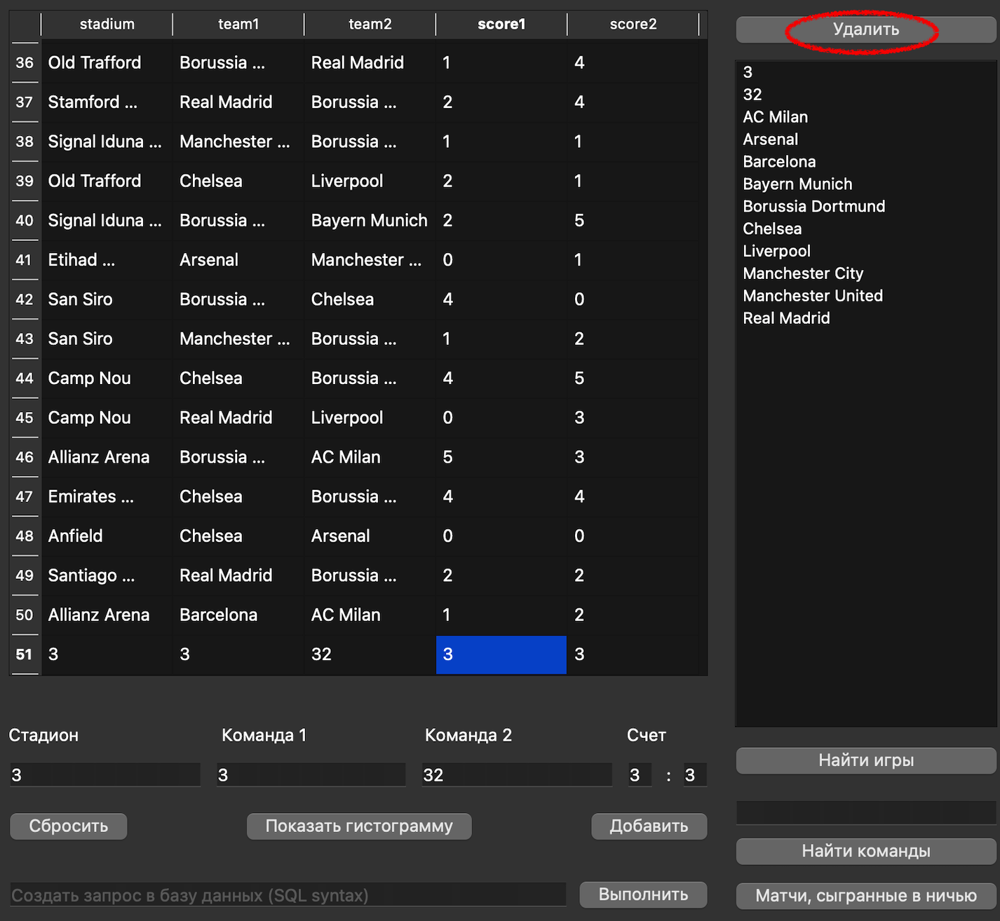 stadium team1 team2 score1 score2
36 Old Trafford Borussia ... Real Madrid 1 4
37 Stamford ... Real Madrid Borussia ... 2 4
38 Signal Iduna ... Manchester ... Borussia ... 1 1
39 Old Trafford Chelsea Liverpool 2 1
40 Signal Iduna ... Borussia ... Bayern Munich 2 5
41 Etihad ... Arsenal Manchester ... 0 1
42 San Siro Borussia ... Chelsea 4 0
43 San Siro Manchester ... Borussia ... 1 2
44 Camp Nou Chelsea Borussia ... 4 5
45 Camp Nou Real Madrid Liverpool 0 3
46 Allianz Arena Borussia ... AC Milan 5 3
47 Emirates ... Chelsea Borussia ... 4 4
48 Anfield Chelsea Arsenal 0 0
49 Santiago ... Real Madrid Borussia ... 2 2
50 Allianz Arena Barcelona AC Milan 1 2
51 3 3 32 3 3
Удалить
3
32
AC Milan
Arsenal
Barcelona
Bayern Munich
Borussia Dortmund
Chelsea
Liverpool
Manchester City
Manchester United
Real Madrid
Стадион Команда 1 Команда 2 Счет
3 3 32 3 : 3
Сбросить Показать гистограмму Добавить
Создать запрос в базу данных (SQL syntax) Выполнить
Найти игры
Найти команды
Матчи, сыгранные в ничью